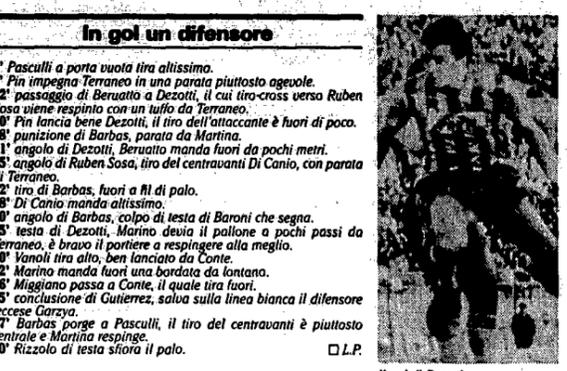 In gol un difensore
' Pasculli a porta vuota tira altissimo.
' Pin impegna Terraneo in una parata piuttosto agevole.
2' passaggio di Beruatto a Dezotti, il cui tiro-cross verso Ruben
osa viene respinto con un tuffo da Terraneo.
0' Pin lancia bene Dezotti, il tiro dell'attaccante è fuori di poco.
8' punizione di Barbas, parata da Martina.
1' angolo di Dezotti, Beruatto manda fuori da pochi metri.
5' angolo di Ruben Sosa, tiro del centravanti Di Canio, con parata
i Terraneo.
2' tiro di Barbas, fuori a fil di palo.
8' Di Canio manda altissimo.
0' angolo di Barbas, colpo di testa di Baroni che segna.
5' testa di Dezotti, Marino devia il pallone a pochi passi da
erraneo, è bravo il portiere a respingere alla meglio.
0' Vanoli tira alto, ben lanciato da Conte.
2' Marino manda fuori una bordata da lontano.
6' Miggiano passa a Conte, il quale tira fuori.
5' conclusione di Gutierrez, salva sulla linea bianca il difensore
eccese Garzya.
7' Barbas porge a Pasculli, il tiro del centravanti è piuttosto
entrale e Martina respinge.
0' Rizzolo di testa sfiora il palo. □ L.P.